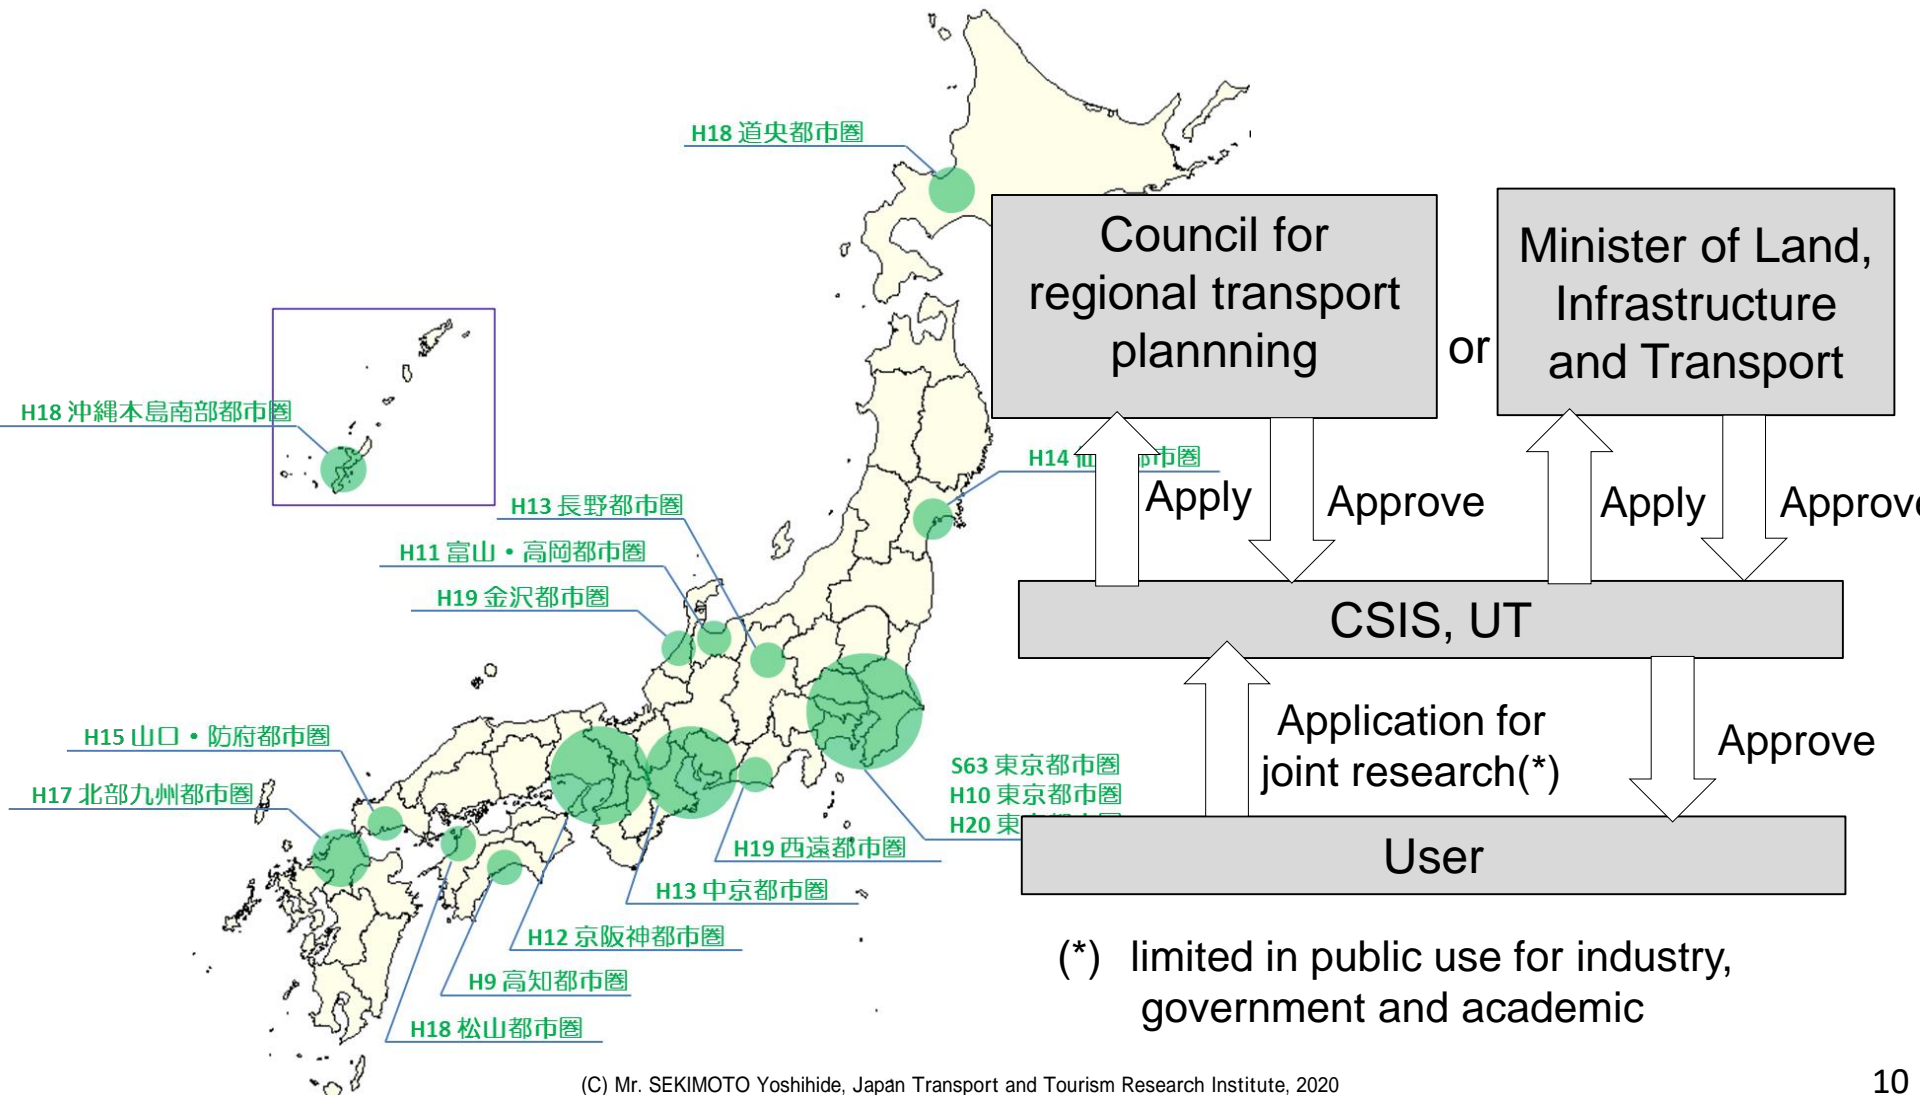 H18 道央都市圏
Council for
regional transport
plannning
or
Minister of Land,
Infrastructure
and Transport
H18 沖縄本島南部都市圏
H14
市圏
Apply
Approve
Apply
Approve
H13 長野都市圏
H11 富山・高岡都市圏
H19 金沢都市圏
CSIS, UT
Application for
joint research(*)
Approve
H15 山口・防府都市圏
H17 北部九州都市圏
S63 東京都市圏
H10 東京都市圏
H20 東
User
H19 西遠都市圏
H13 中京都市圏
H12 京阪神都市圏
H9 高知都市圏
H18 松山都市圏
(*) limited in public use for industry,
government and academic
(C) Mr. SEKIMOTO Yoshihide, Japan Transport and Tourism Research Institute, 2020
10